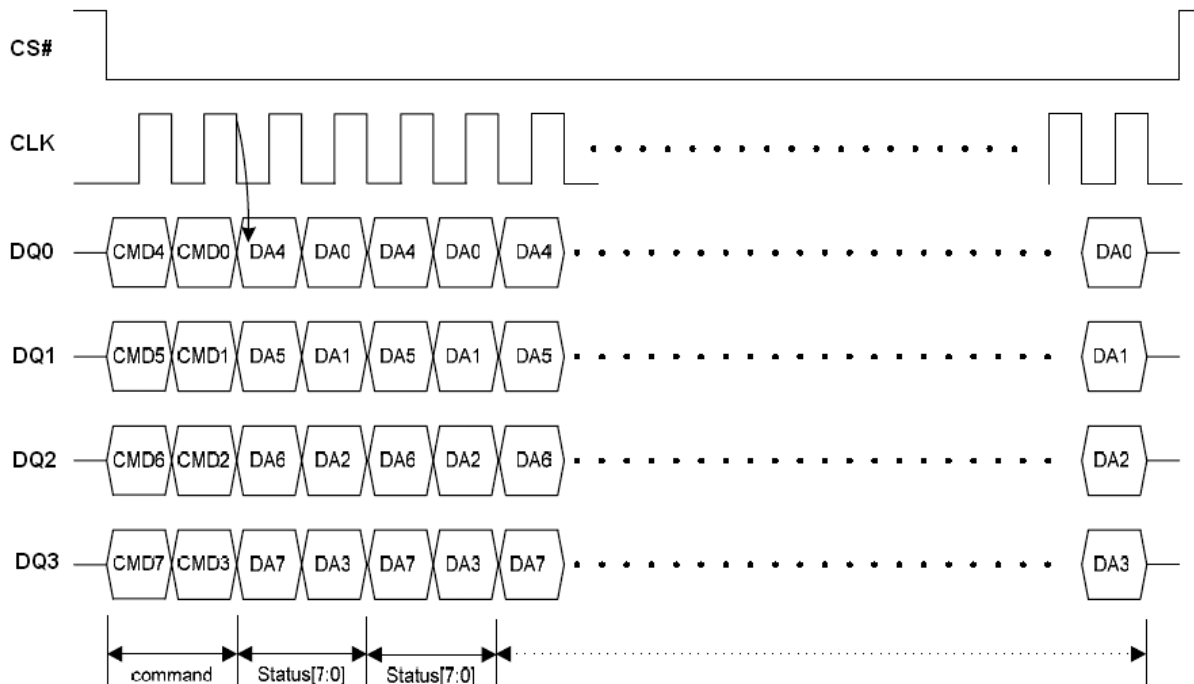 CS#
CLK
DQ0 CMD4 CMD0 DA4 DA0 DA4 DA0 DA4 DA0
DQ1 CMD5 CMD1 DA5 DA1 DA5 DA1 DA5 DA1
DQ2 CMD6 CMD2 DA6 DA2 DA6 DA2 DA6 DA2
DQ3 CMD7 CMD3 DA7 DA3 DA7 DA3 DA7 DA3
command Status[7:0] Status[7:0]